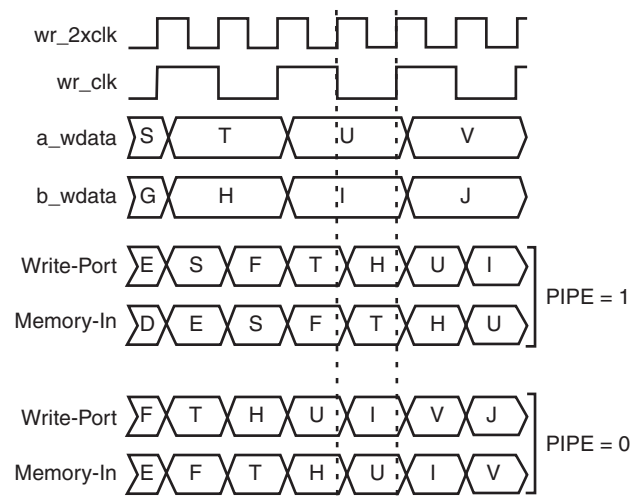 wr_2xclk
wr_clk
a_wdata S T U V
b_wdata G H I J
Write-Port E S F T H U I
Memory-In D E S F T H U
PIPE = 1
Write-Port F T H U I V J
Memory-In E F T H U I V
PIPE = 0